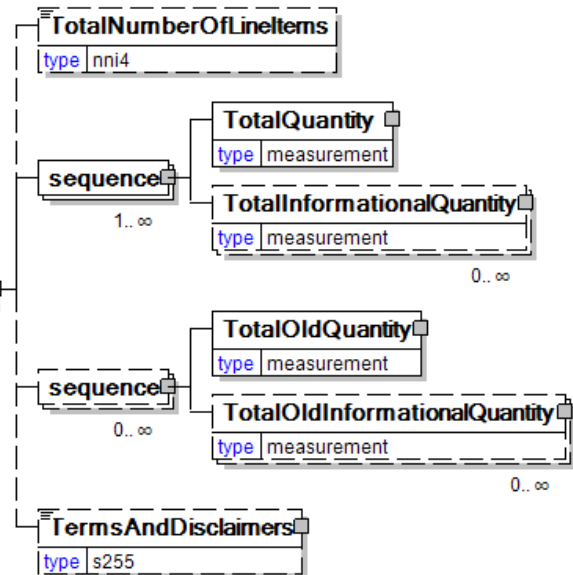 TotalNumberOfLineItems
type nni4
TotalQuantity
type measurement
sequence
1.. ∞
TotalInformationalQuantity
type measurement
0.. ∞
TotalOldQuantity
type measurement
sequence
0.. ∞
TotalOldInformationalQuantity
type measurement
0.. ∞
TermsAndDisclaimers
type s255